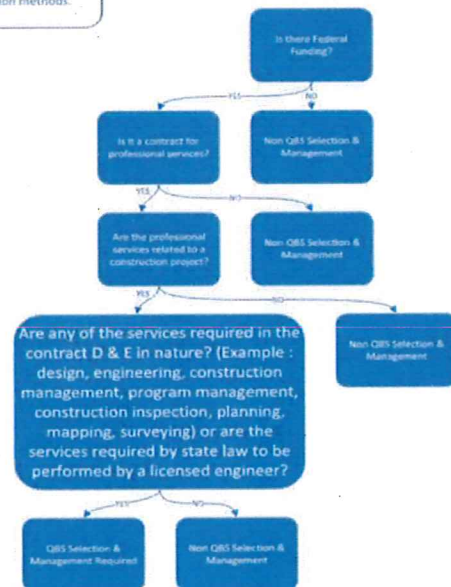 on methods.
Is there Federal
Funding?
YES
NO
Is it a contract for
professional services?
Non QBS Selection &
Management
YES
NO
Are the professional
services related to a
construction project?
Non QBS Selection &
Management
YES
NO
Are any of the services required in the
contract D & E in nature? (Example :
design, engineering, construction
management, program management,
construction inspection, planning,
mapping, surveying) or are the
services required by state law to be
performed by a licensed engineer?
Non QBS Selection &
Management
YES
NO
QBS Selection &
Management Required
Non QBS Selection &
Management